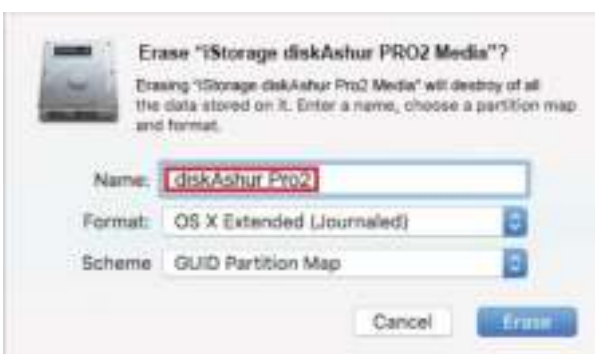 Erase "iStorage diskAshur PRO2 Media"?
Erasing "iStorage diskAshur Pro2 Media" will destroy of all
the data stored on it. Enter a name, choose a partition map
and format.
Name: diskAshur Pro2
Format: OS X Extended (Journaled)
Scheme GUID Partition Map
Cancel Erase